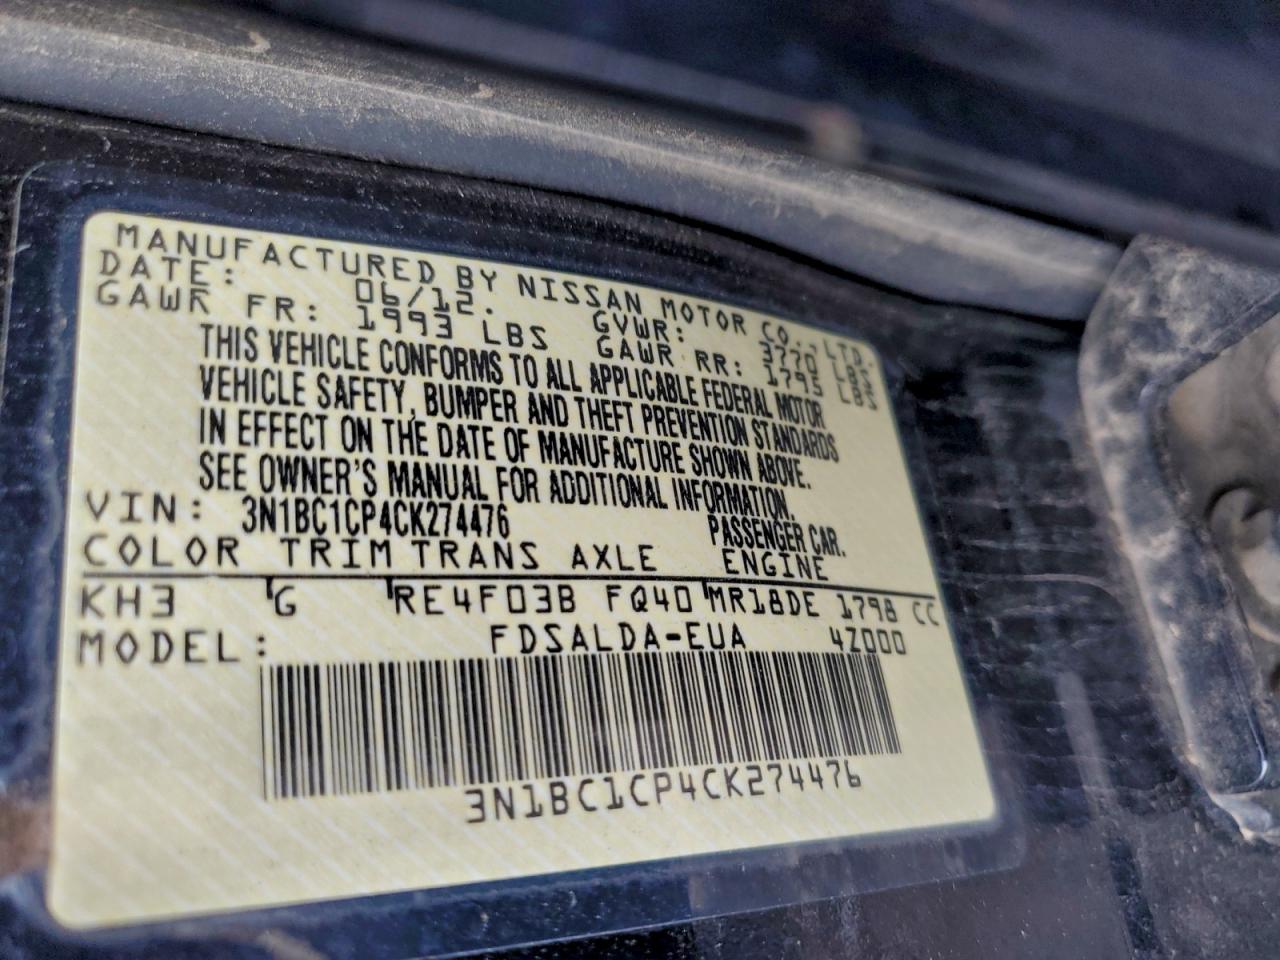 MANUFACTURED BY NISSAN MOTOR CO., LTD.
DATE: 06/12. GVWR: 3770 LBS
GAWR FR: 1993 LBS GAWR RR: 1795 LBS
THIS VEHICLE CONFORMS TO ALL APPLICABLE FEDERAL MOTOR
VEHICLE SAFETY, BUMPER AND THEFT PREVENTION STANDARDS
IN EFFECT ON THE DATE OF MANUFACTURE SHOWN ABOVE.
SEE OWNER'S MANUAL FOR ADDITIONAL INFORMATION.
VIN: 3N1BC1CP4CK274476 PASSENGER CAR.
COLOR TRIM TRANS AXLE ENGINE
KH3 G RE4F03B FQ40 MR18DE 1798 CC
MODEL: FDSALDA-EUA 4Z000
3N1BC1CP4CK274476